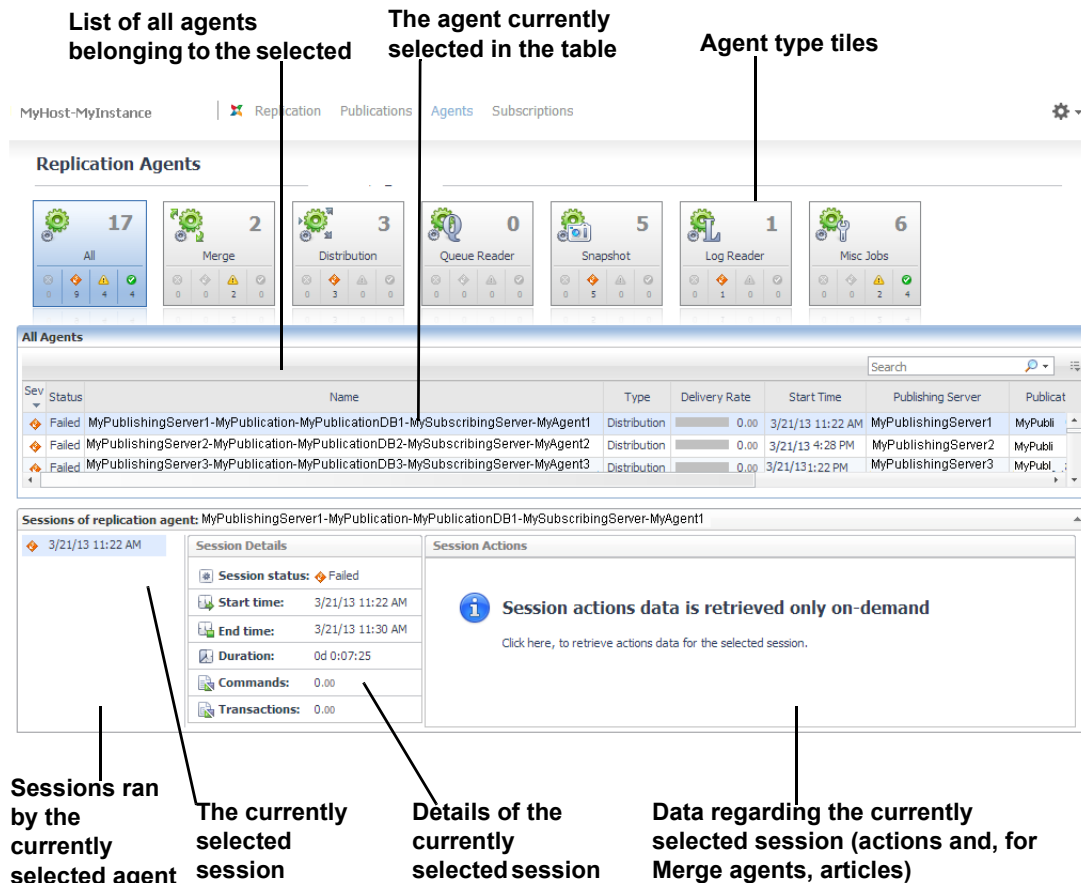 List of all agents
belonging to the selected
The agent currently
selected in the table
Agent type tiles
MyHost-MyInstance
Replication Publications Agents Subscriptions
Replication Agents
17
All
0 9 4 4
2
Merge
0 0 2 0
3
Distribution
0 3 0 0
0
Queue Reader
0 0 0 0
5
Snapshot
0 5 0 0
1
Log Reader
0 1 0 0
6
Misc Jobs
0 0 2 4
All Agents
Search
Sev Status Name Type Delivery Rate Start Time Publishing Server Publicat
Failed MyPublishingServer1-MyPublication-MyPublicationDB1-MySubscribingServer-MyAgent1 Distribution 0.00 3/21/13 11:22 AM MyPublishingServer1 MyPubli
Failed MyPublishingServer2-MyPublication-MyPublicationDB2-MySubscribingServer-MyAgent2 Distribution 0.00 3/21/13 4:28 PM MyPublishingServer2 MyPubli
Failed MyPublishingServer3-MyPublication-MyPublicationDB3-MySubscribingServer-MyAgent3 Distribution 0.00 3/21/131:22 PM MyPublishingServer3 MyPubl
Sessions of replication agent: MyPublishingServer1-MyPublication-MyPublicationDB1-MySubscribingServer-MyAgent1
3/21/13 11:22 AM
Session Details
Session status: Failed
Start time: 3/21/13 11:22 AM
End time: 3/21/13 11:30 AM
Duration: 0d 0:07:25
Commands: 0.00
Transactions: 0.00
Session Actions
Session actions data is retrieved only on-demand
Click here, to retrieve actions data for the selected session.
Sessions ran
by the
currently
selected agent
The currently
selected
session
Details of the
currently
selected session
Data regarding the currently
selected session (actions and, for
Merge agents, articles)